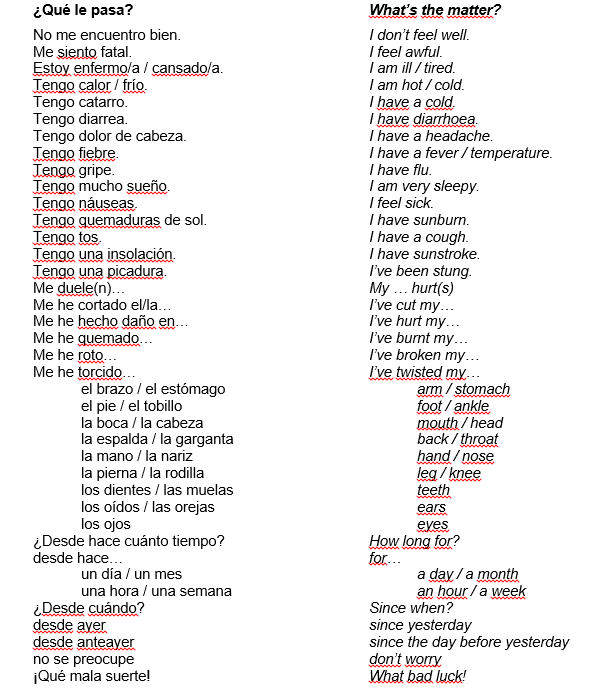 ¿Qué le pasa? What's the matter?
No me encuentro bien. I don't feel well.
Me siento fatal. I feel awful.
Estoy enfermo/a / cansado/a. I am ill / tired.
Tengo calor / frío. I am hot / cold.
Tengo catarro. I have a cold.
Tengo diarrea. I have diarrhoea.
Tengo dolor de cabeza. I have a headache.
Tengo fiebre. I have a fever / temperature.
Tengo gripe. I have flu.
Tengo mucho sueño. I am very sleepy.
Tengo náuseas. I feel sick.
Tengo quemaduras de sol. I have sunburn.
Tengo tos. I have a cough.
Tengo una insolación. I have sunstroke.
Tengo una picadura. I've been stung.
Me duele(n)… My … hurt(s)
Me he cortado el/la… I've cut my…
Me he hecho daño en… I've hurt my…
Me he quemado… I've burnt my…
Me he roto… I've broken my…
Me he torcido… I've twisted my…
el brazo / el estómago arm / stomach
el pie / el tobillo foot / ankle
la boca / la cabeza mouth / head
la espalda / la garganta back / throat
la mano / la nariz hand / nose
la pierna / la rodilla leg / knee
los dientes / las muelas teeth
los oídos / las orejas ears
los ojos eyes
¿Desde hace cuánto tiempo? How long for?
desde hace… for…
un día / un mes a day / a month
una hora / una semana an hour / a week
¿Desde cuándo? Since when?
desde ayer since yesterday
desde anteayer since the day before yesterday
no se preocupe don't worry
¡Qué mala suerte! What bad luck!